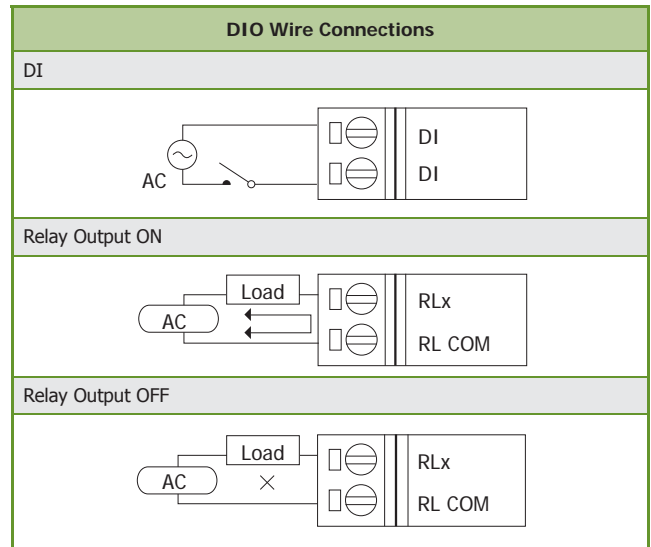 DIO Wire Connections
DI
DI
DI
AC
Relay Output ON
Load
RLx
AC
RL COM
Relay Output OFF
Load
RLx
AC
RL COM